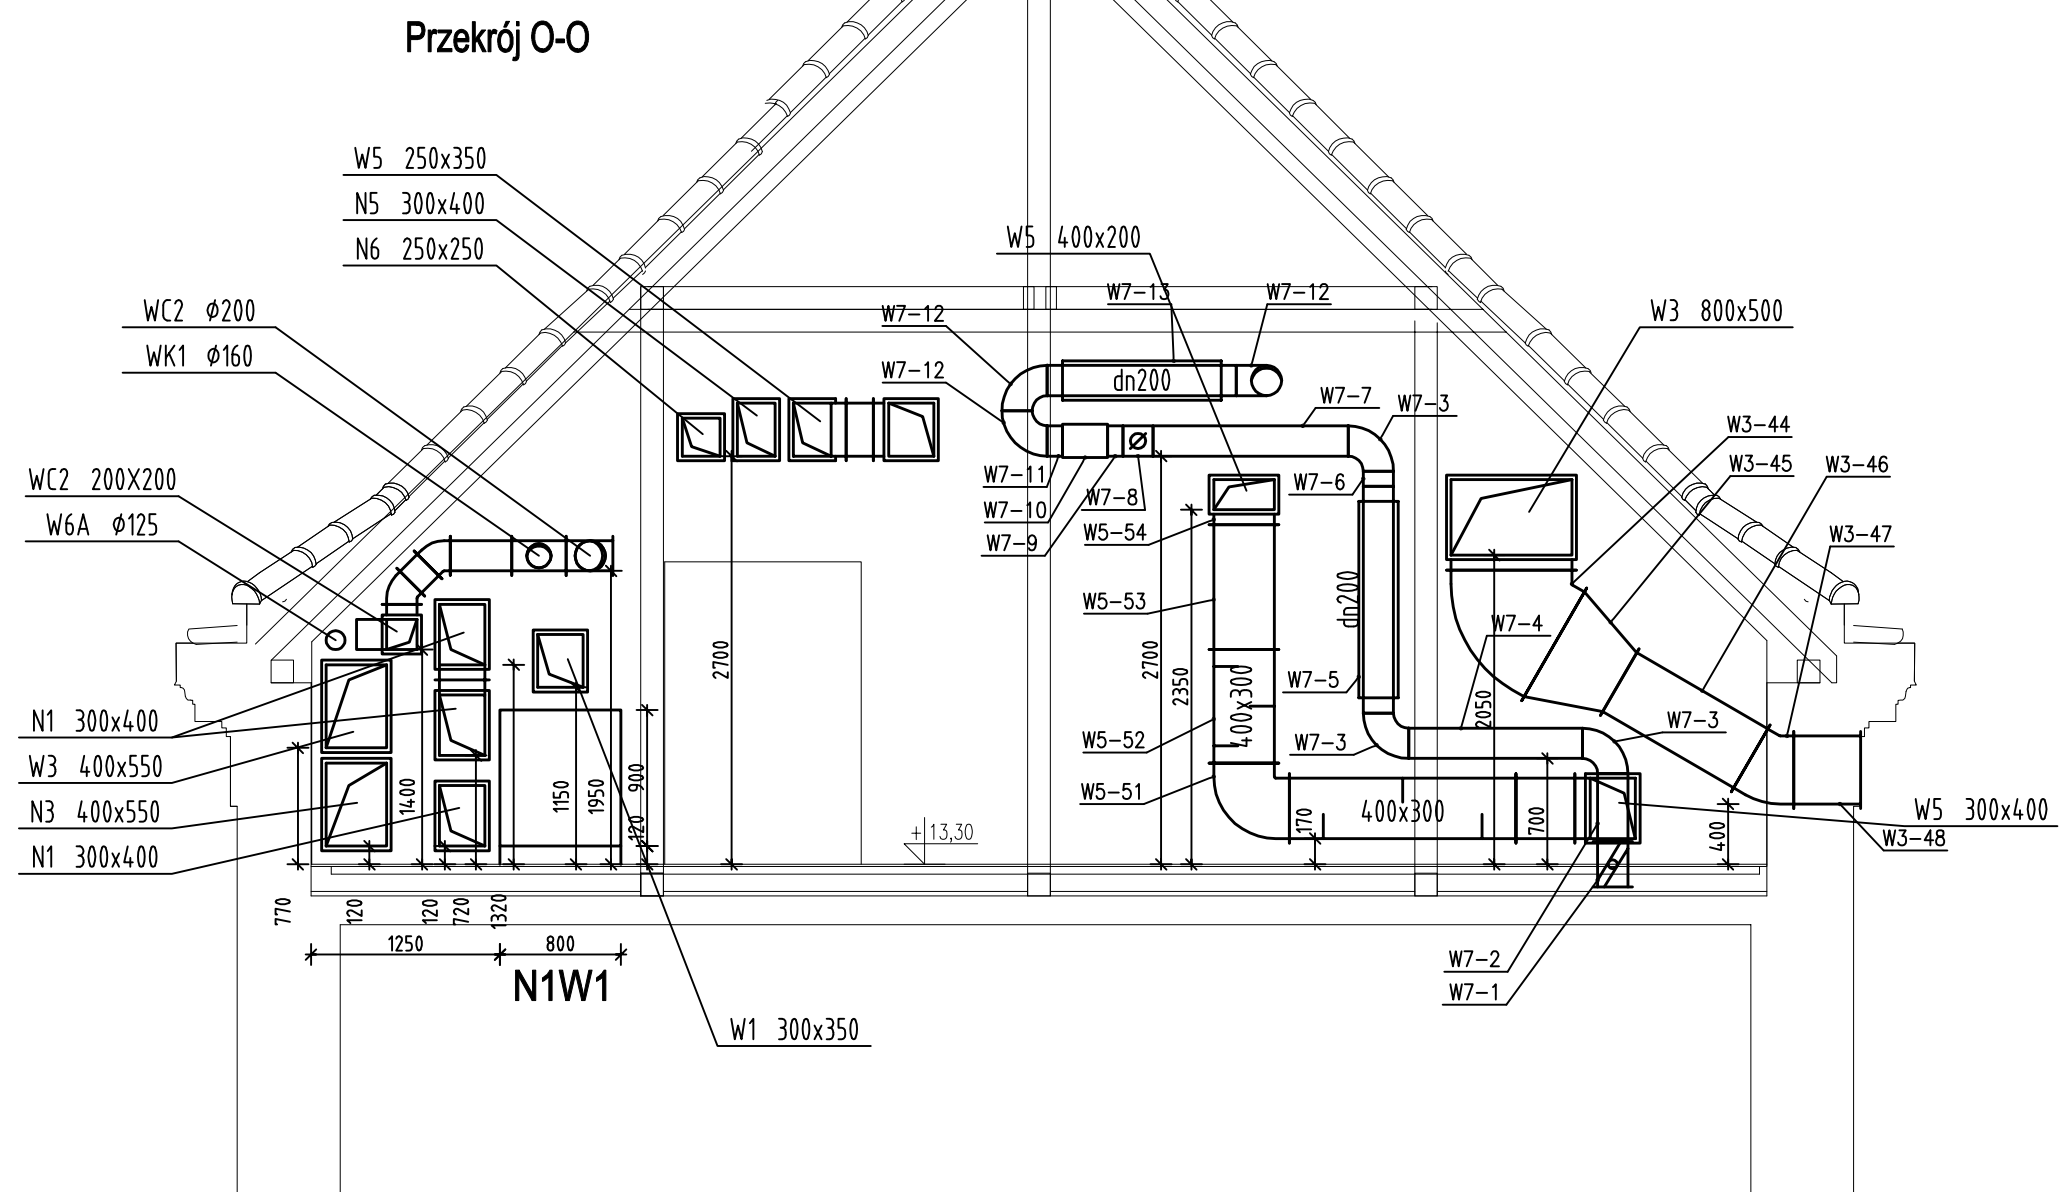 Przekrój O-O
W5 250x350
N5 300x400
N6 250x250
WC2 ϕ200
WK1 ϕ160
WC2 200X200
W6A ϕ125
N1 300x400
W3 400x550
N3 400x550
N1 300x400
W5 400x200
W7-13
W7-12
W7-12
W7-12
dn200
W7-7
W7-3
W3 800x500
W3-44
W3-45
W3-46
W3-47
W7-11
W7-10
W7-9
W7-8
W7-6
W5-54
W5-53
dn200
W7-4
W7-5
400x300
W5-52
W7-3
W7-3
W5-51
400x300
W5 300x400
W3-48
2700
2700
2350
2050
1400
1150
1950
900
120
170
700
400
+13,30
770
120
120
720
1320
1250
800
N1W1
W7-2
W7-1
W1 300x350